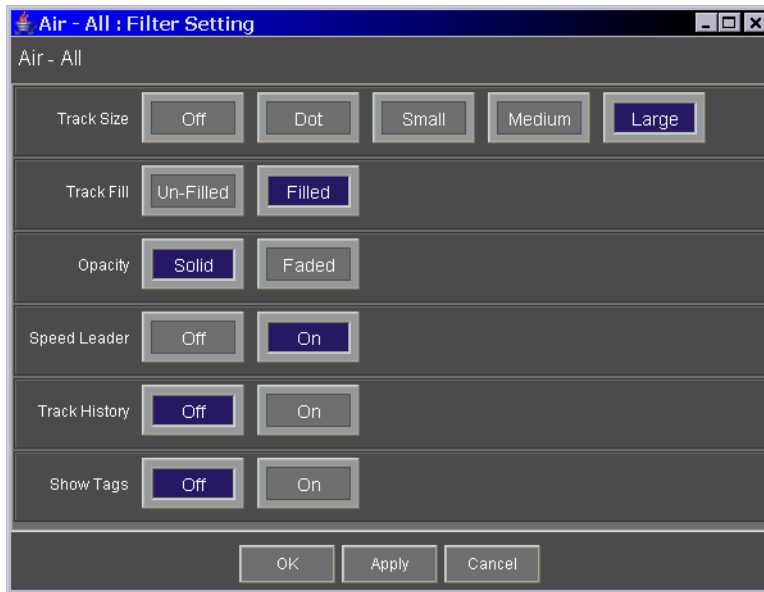 Air - All : Filter Setting
Air - All
Track Size Off Dot Small Medium Large
Track Fill Un-Filled Filled
Opacity Solid Faded
Speed Leader Off On
Track History Off On
Show Tags Off On
OK Apply Cancel